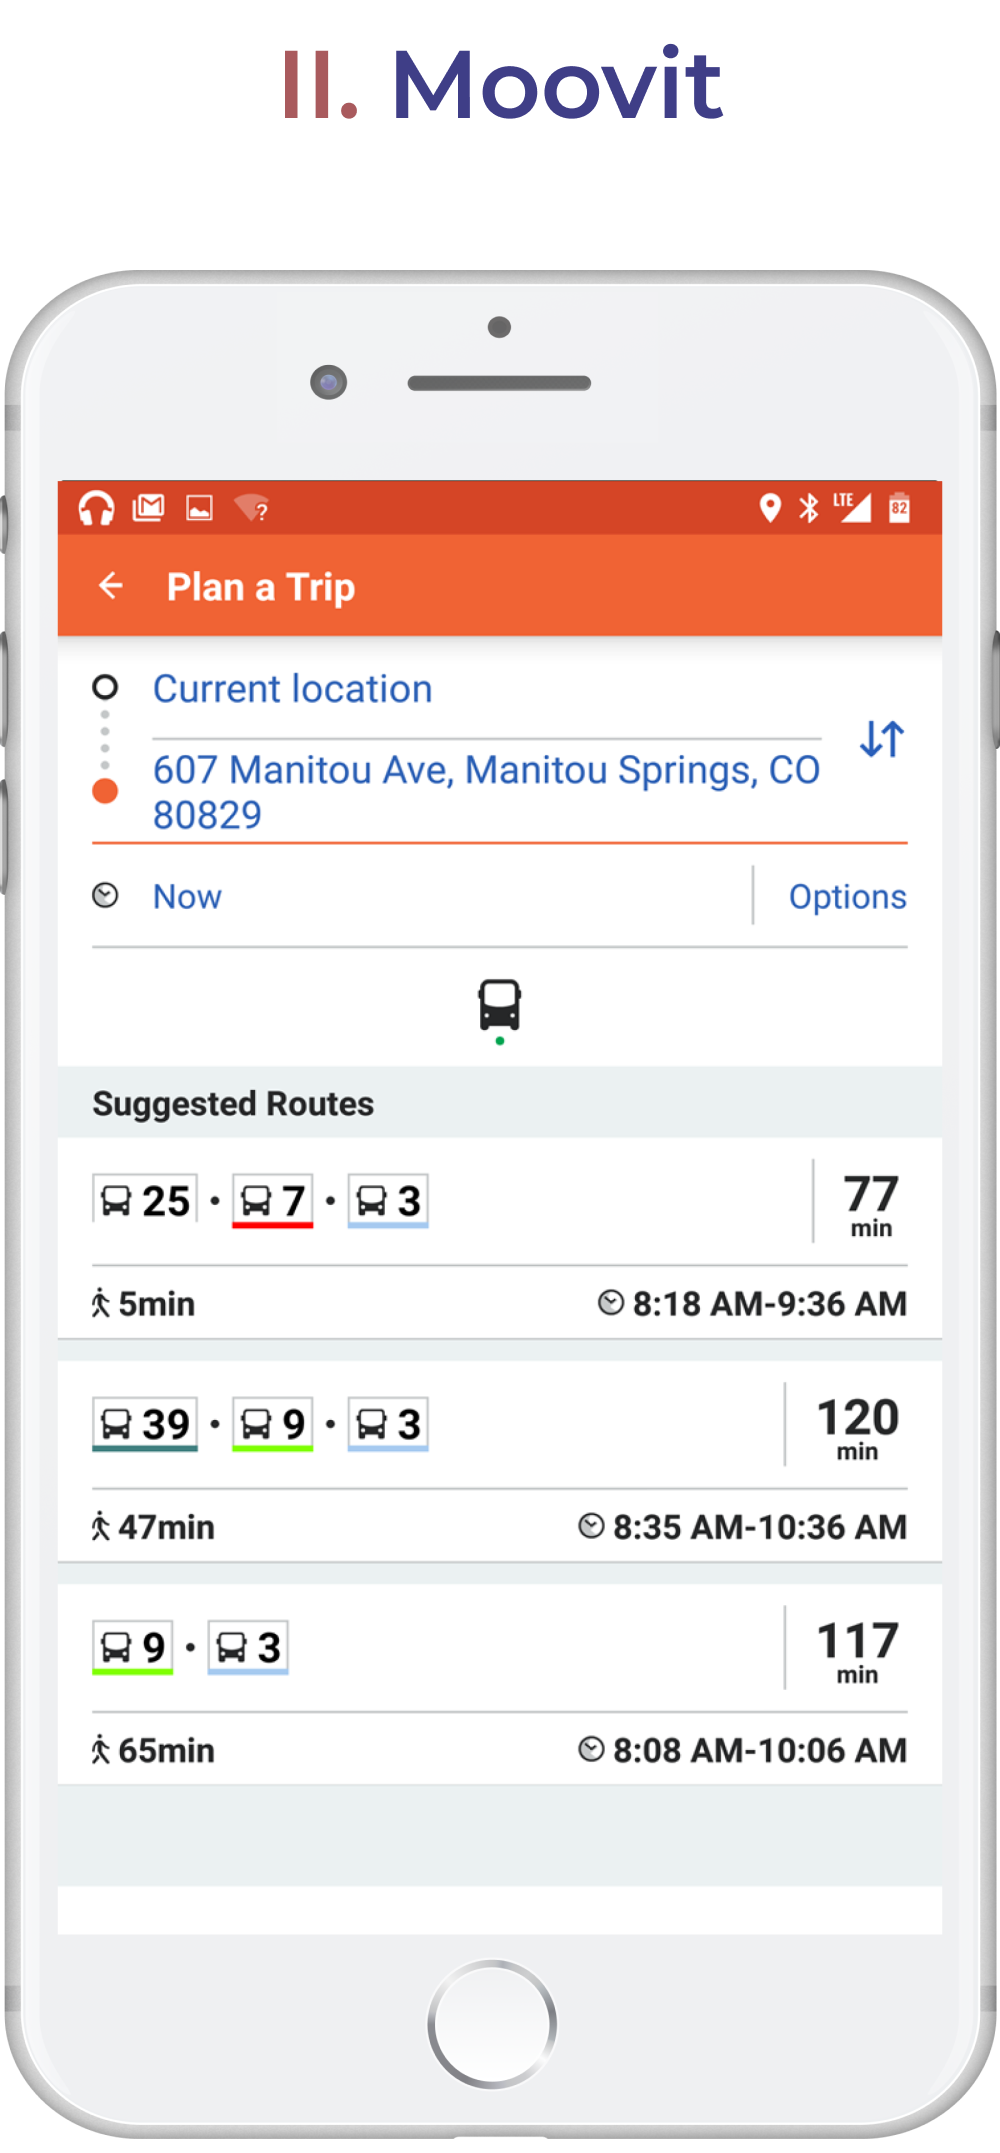 II. Moovit
LTE 82
?
Plan a Trip
Current location
607 Manitou Ave, Manitou Springs, CO
80829
Now Options
Suggested Routes
25 • 7 • 3 77
min
5min 8:18 AM-9:36 AM
39 • 9 • 3 120
min
47min 8:35 AM-10:36 AM
9 • 3 117
min
65min 8:08 AM-10:06 AM